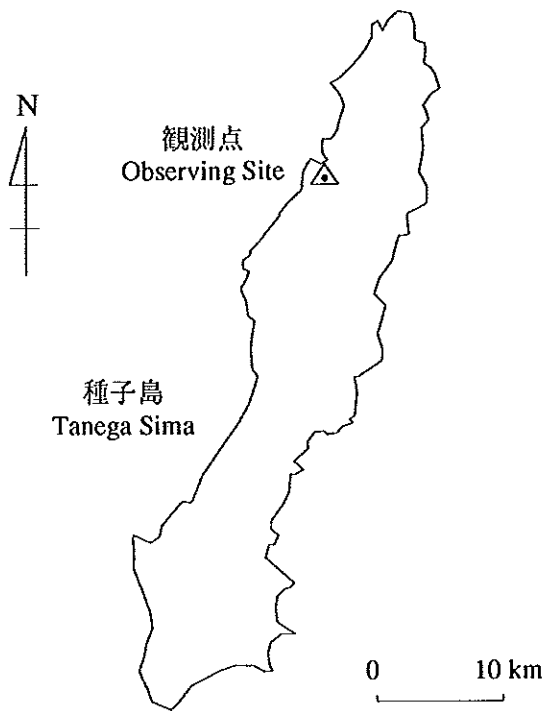 N
観測点
Observing Site
種子島
Tanega Sima
0 10 km